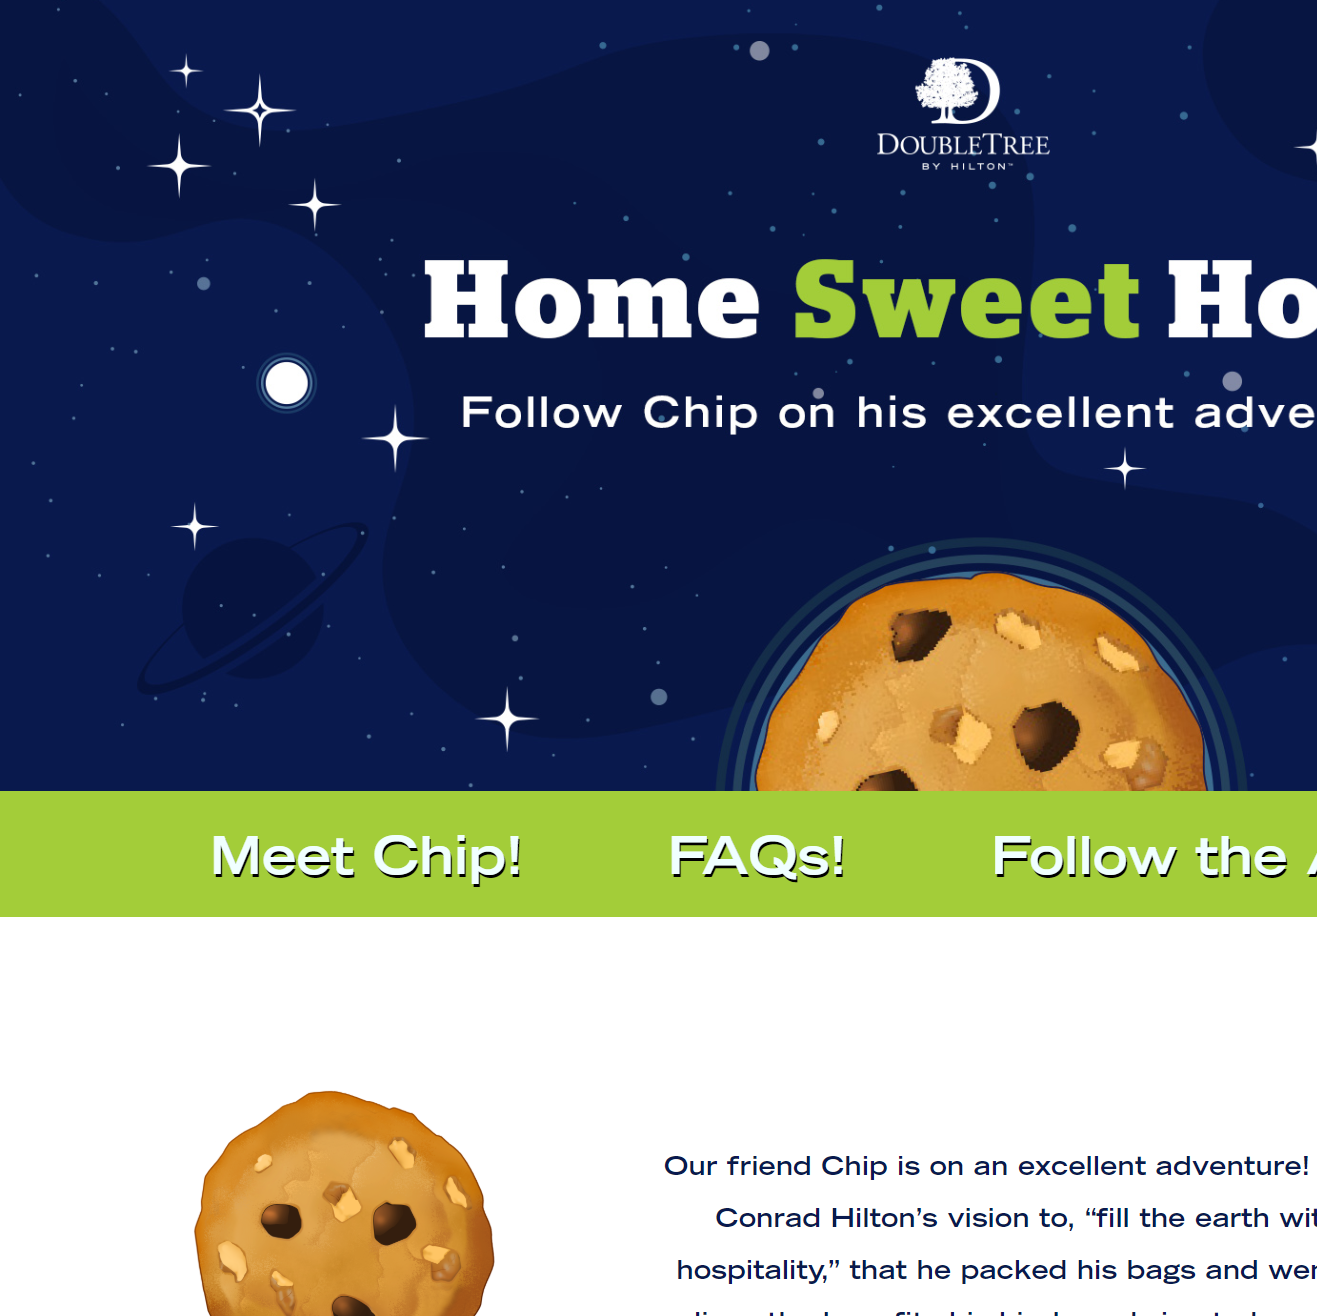 DOUBLETREE
BY HILTON™
Home Sweet Ho
Follow Chip on his excellent adve
Meet Chip! FAQs! Follow the A
Our friend Chip is on an excellent adventure!
Conrad Hilton’s vision to, “fill the earth wit
hospitality,” that he packed his bags and wer